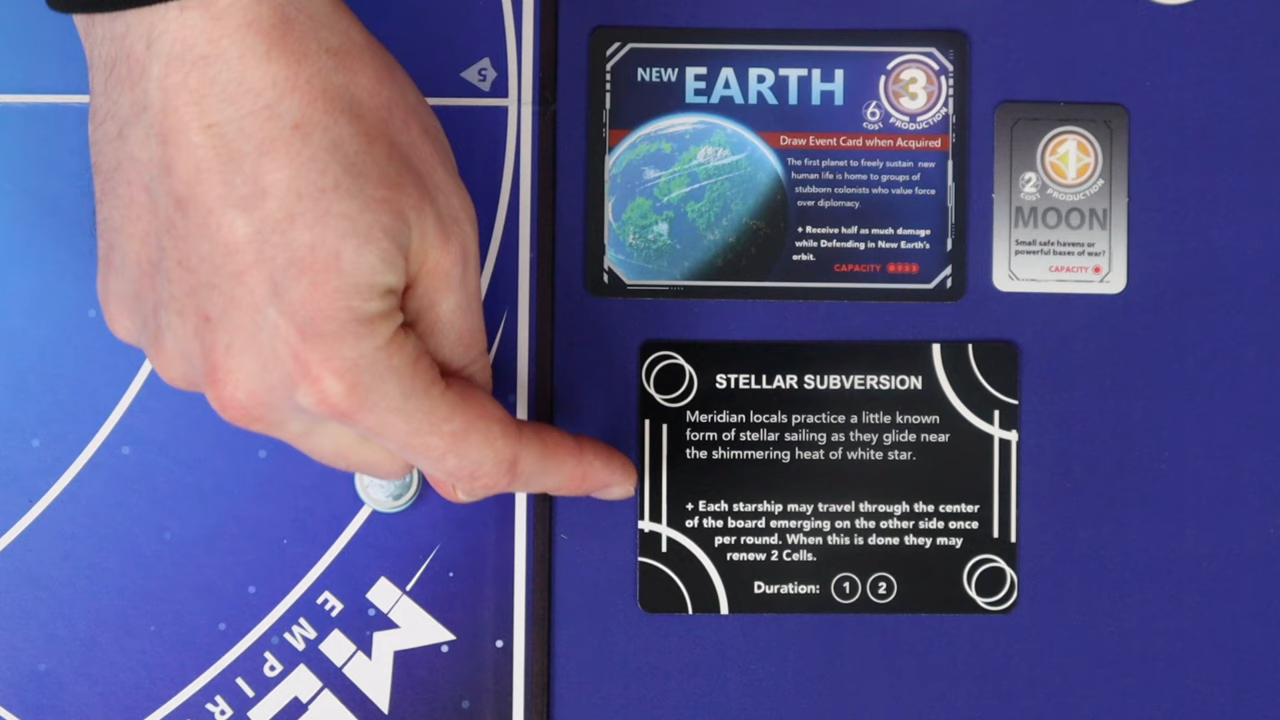 5
NEW EARTH
3
6
COST
PRODUCTION
Draw Event Card when Acquired
The first planet to freely sustain new
human life is home to groups of
stubborn colonists who value force
over diplomacy.
+ Receive half as much damage
while Defending in New Earth's
orbit.
CAPACITY
1
2
COST
PRODUCTION
MOON
Small safe havens or
powerful bases of war?
CAPACITY
STELLAR SUBVERSION
Meridian locals practice a little known
form of stellar sailing as they glide near
the shimmering heat of white star.
+ Each starship may travel through the center
of the board emerging on the other side once
per round. When this is done they may
renew 2 Cells.
Duration: 1 2